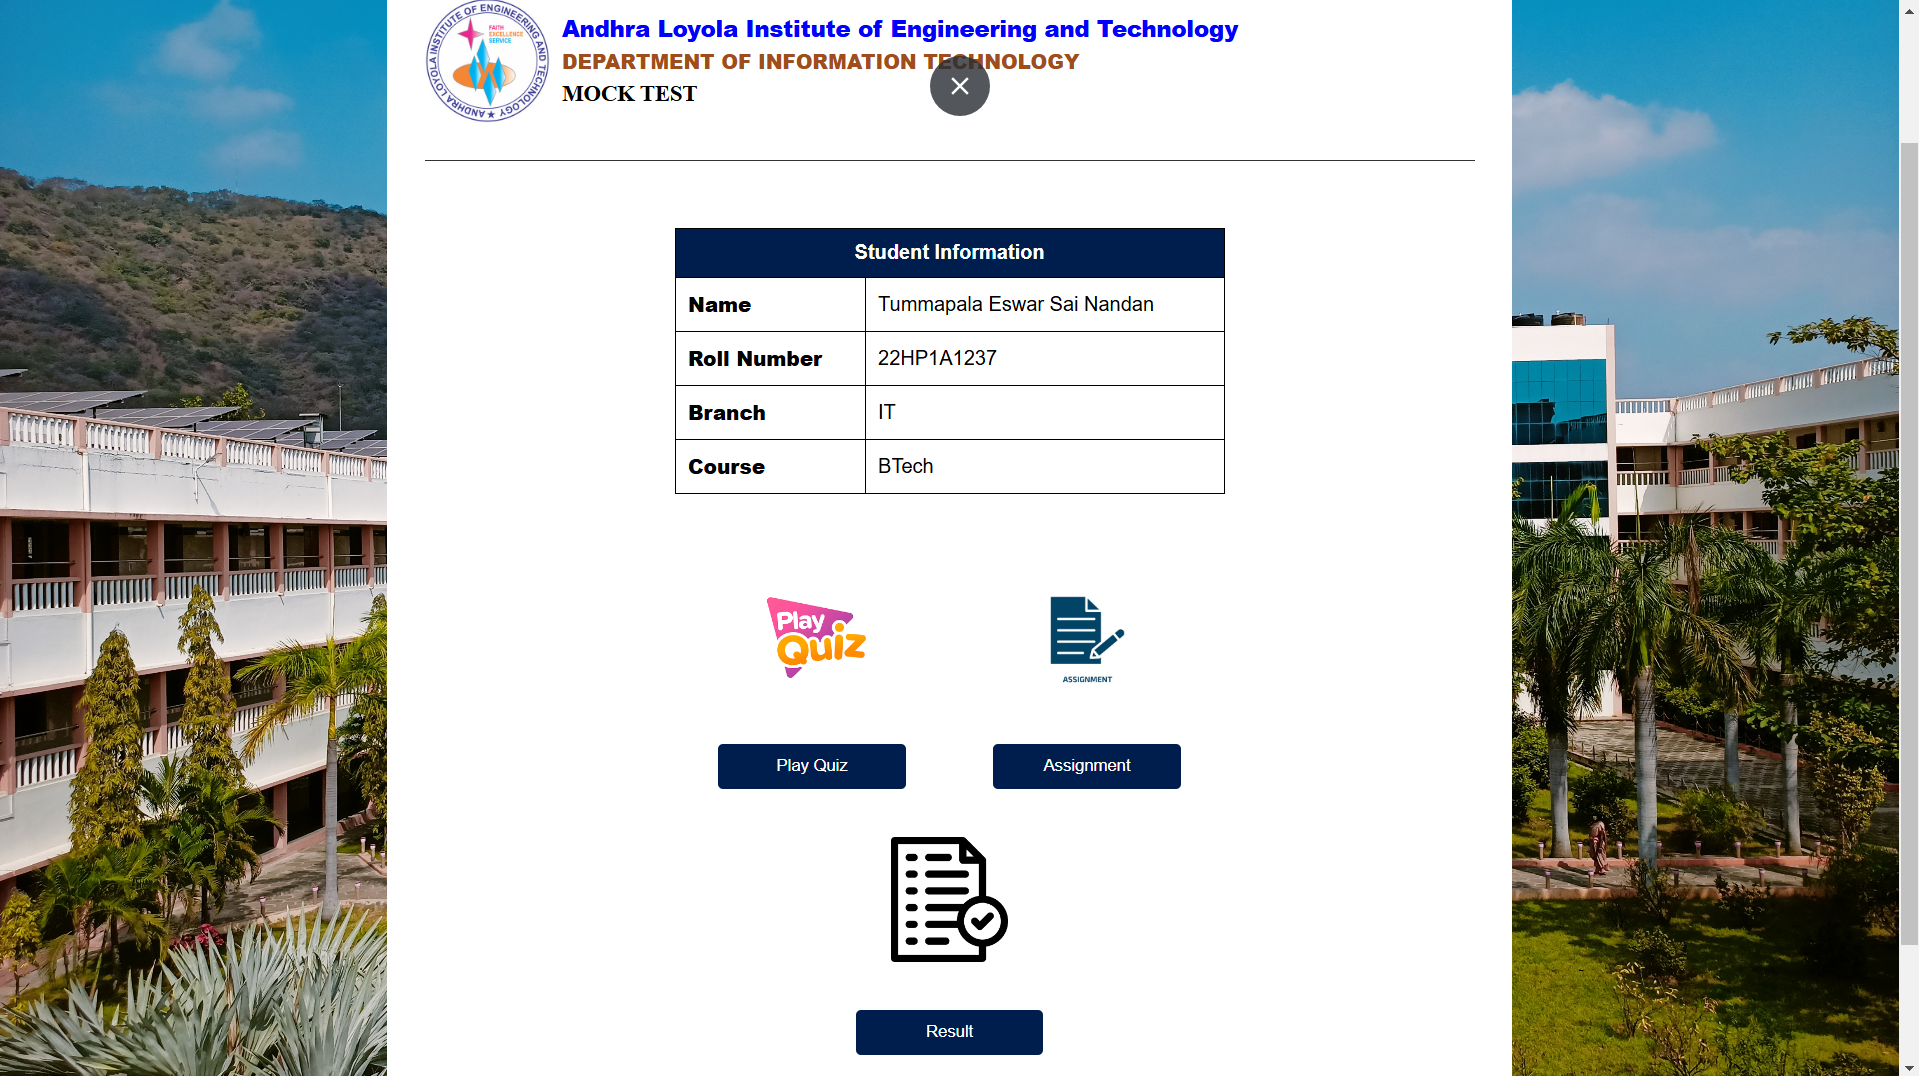 ANDHRA LOYOLA INSTITUTE OF ENGINEERING AND TECHNOLOGY
FAITH
EXCELLENCE
SERVICE
Andhra Loyola Institute of Engineering and Technology
DEPARTMENT OF INFORMATION TECHNOLOGY
MOCK TEST
Student Information
Name Tummapala Eswar Sai Nandan
Roll Number 22HP1A1237
Branch IT
Course BTech
Play
Quiz
ASSIGNMENT
Play Quiz Assignment
Result